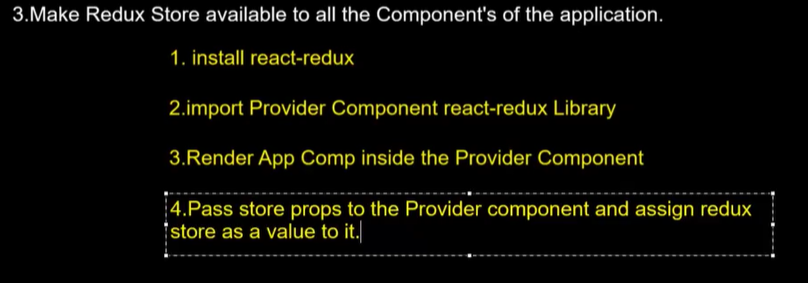 3.Make Redux Store available to all the Component's of the application.
1. install react-redux
2.import Provider Component react-redux Library
3.Render App Comp inside the Provider Component
4.Pass store props to the Provider component and assign redux
store as a value to it.